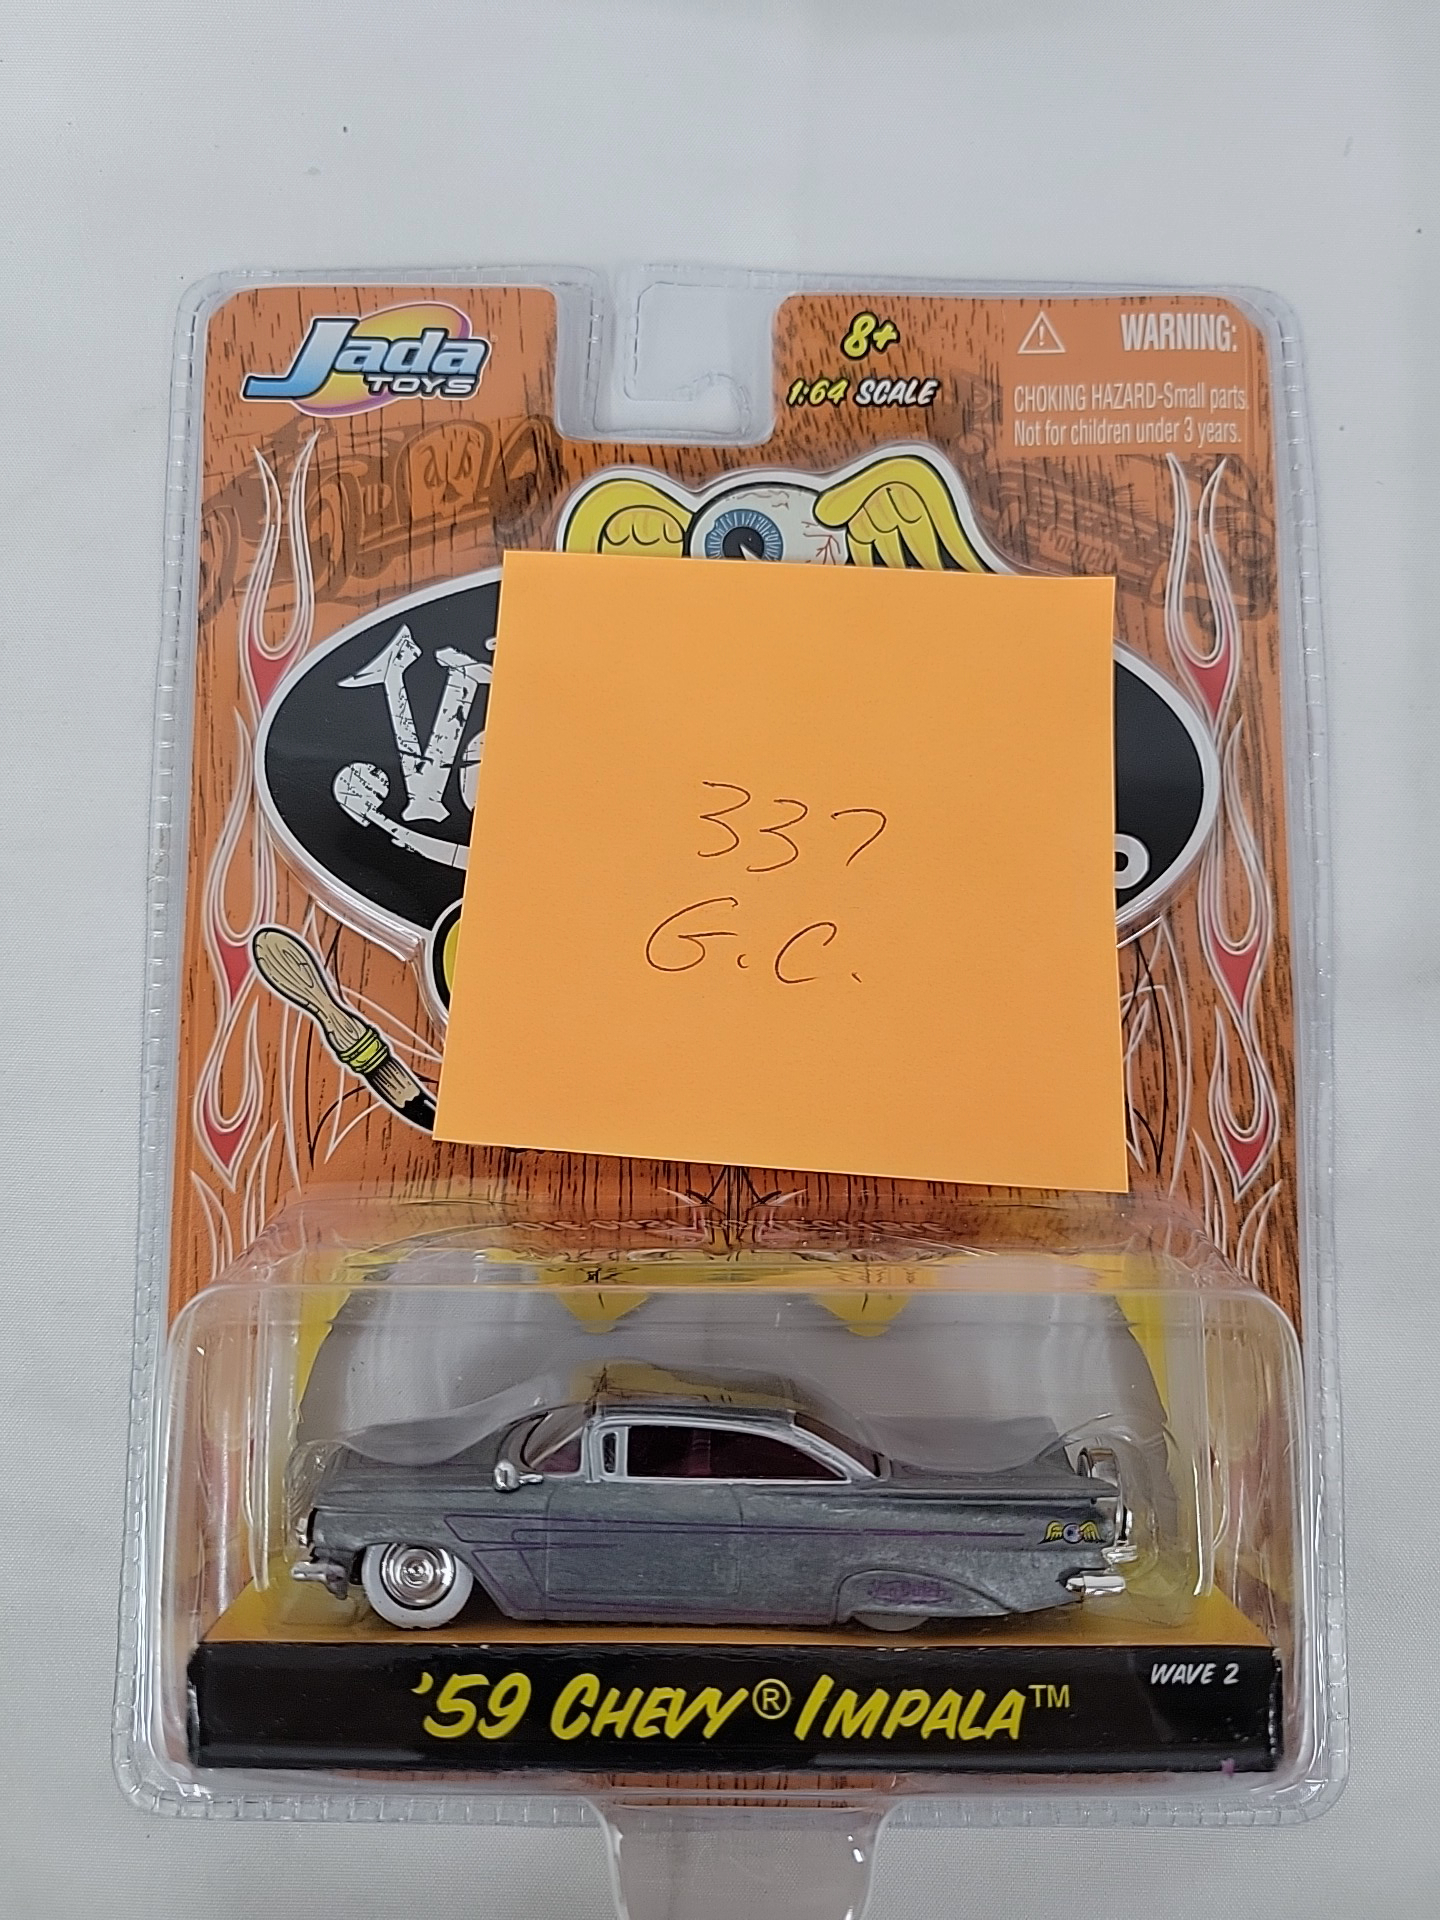 Jada
TOYS
8+
1:64 SCALE
WARNING:
CHOKING HAZARD-Small parts.
Not for children under 3 years.
337
G.C.
'59 CHEVY® IMPALA™
WAVE 2